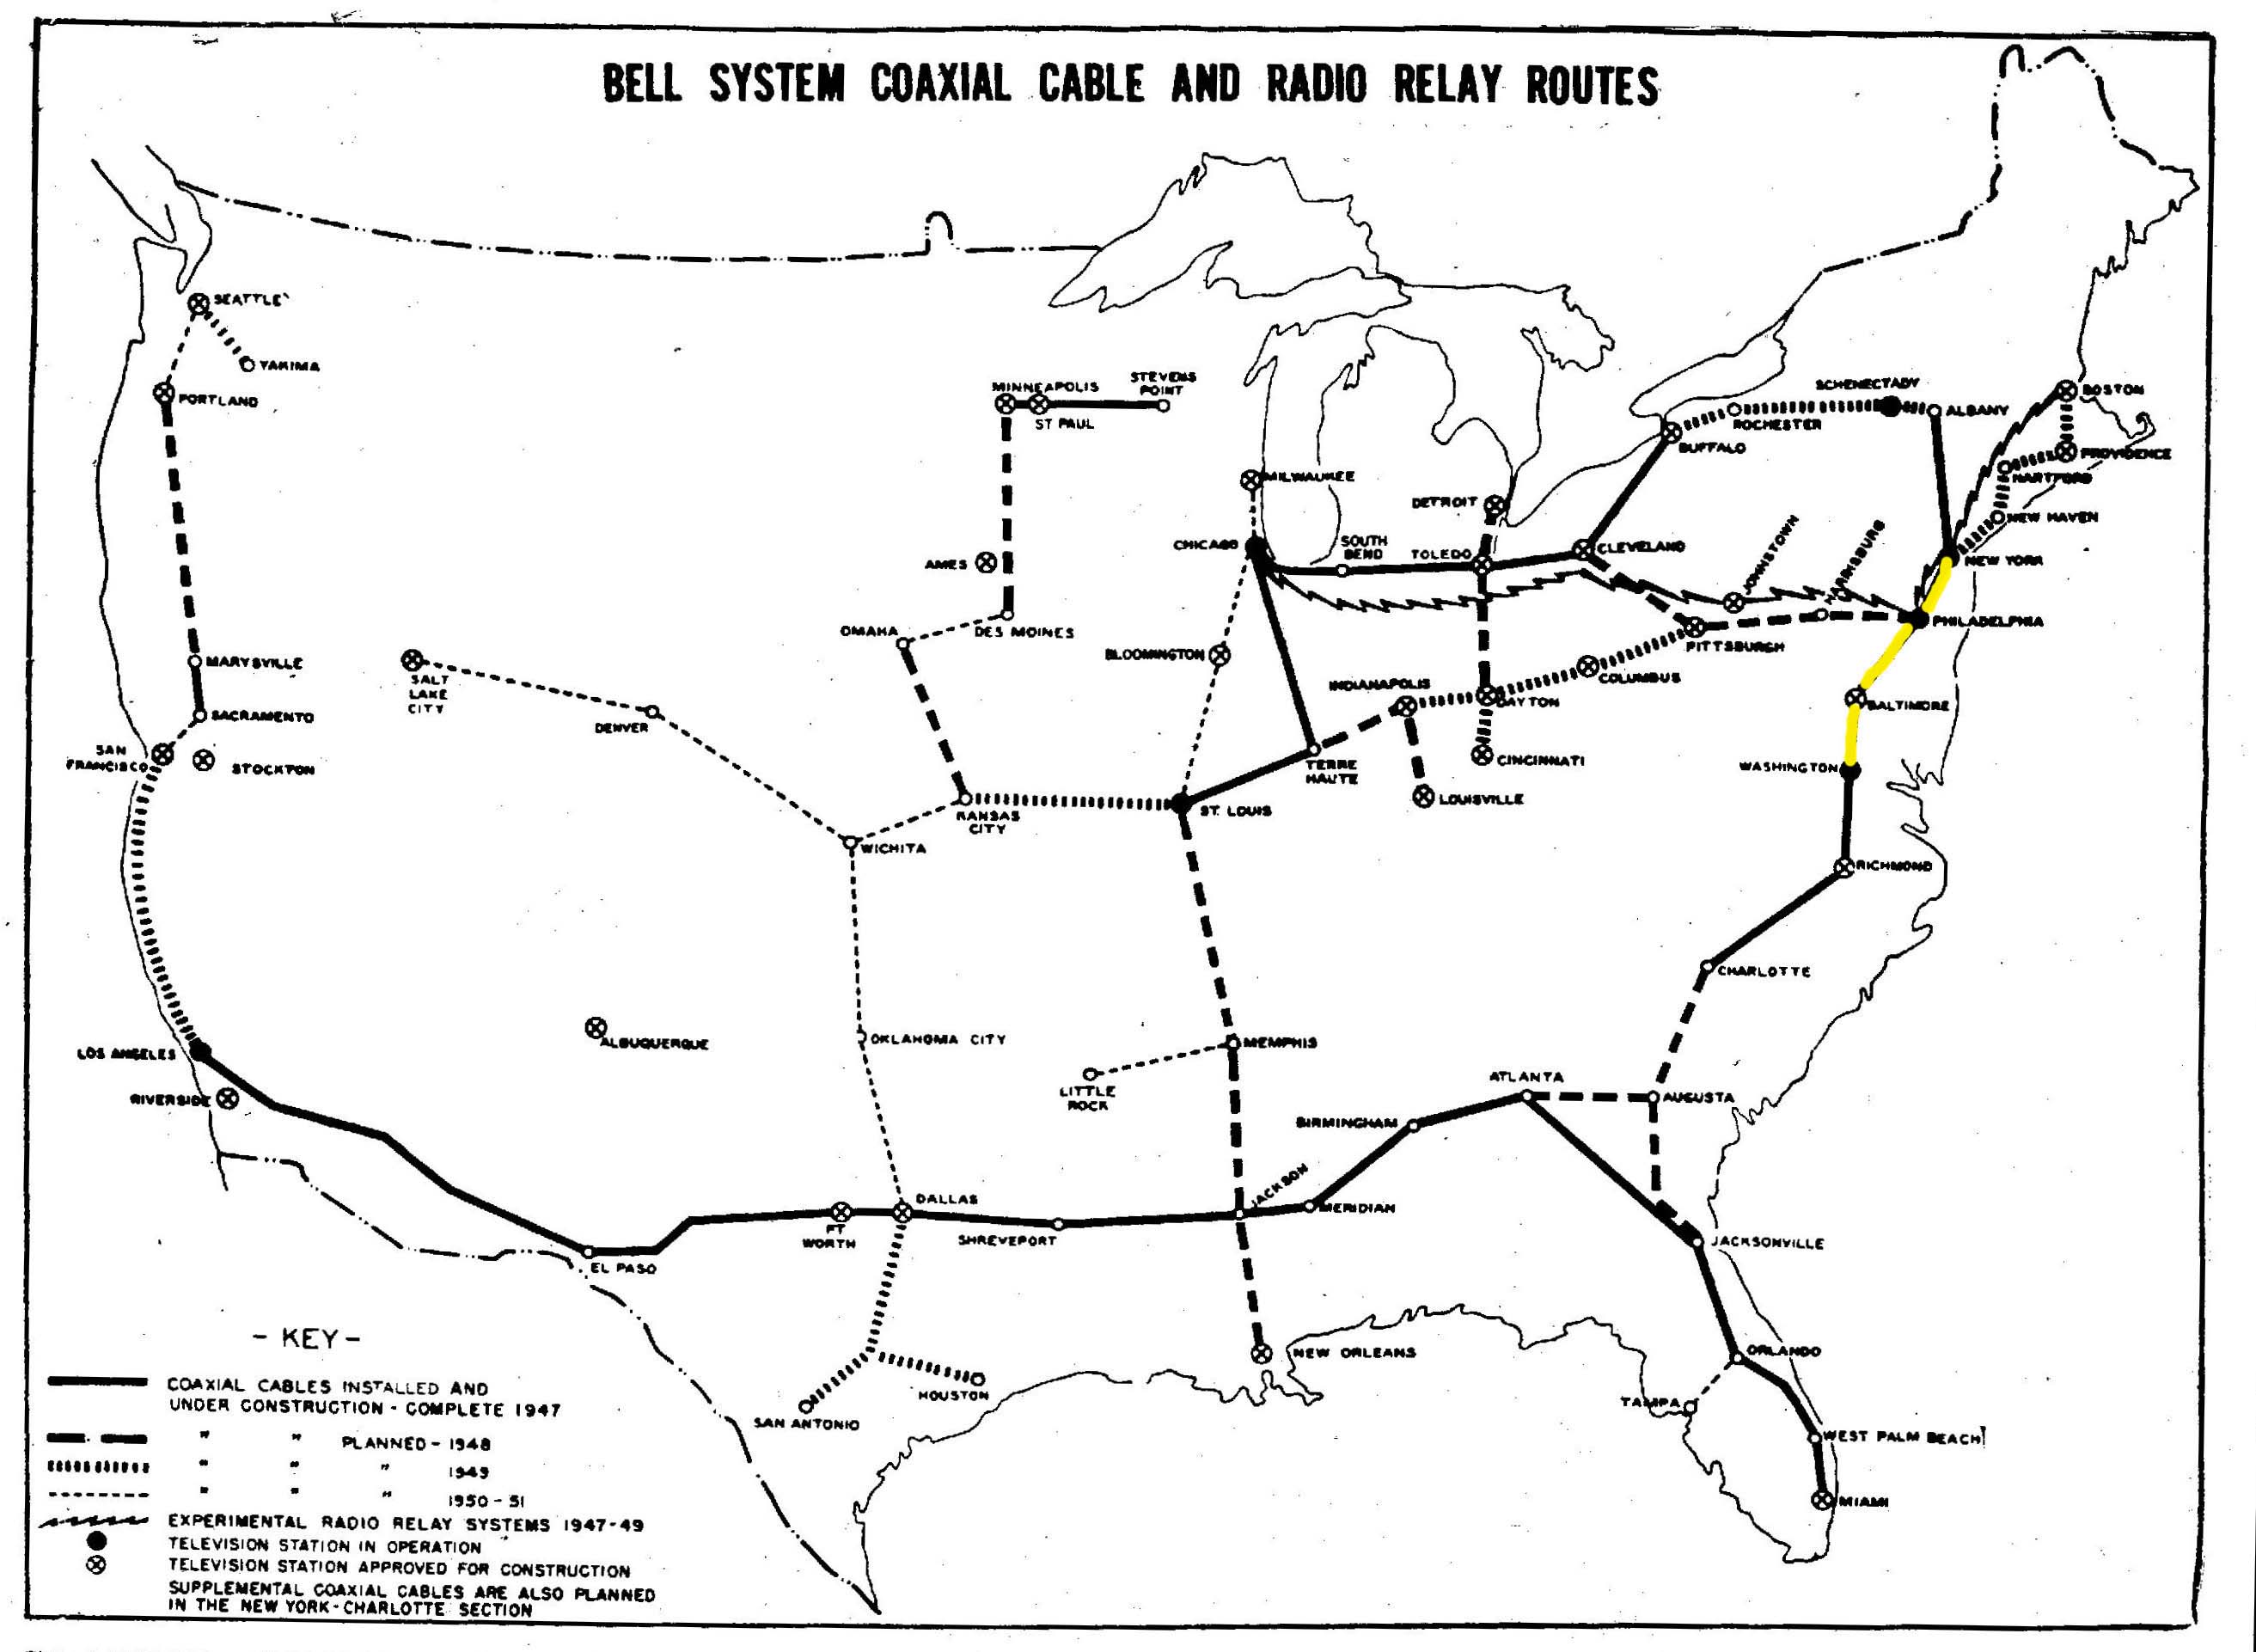 BELL SYSTEM COAXIAL CABLE AND RADIO RELAY ROUTES
SEATTLE
YAKIMA
PORTLAND
MINNEAPOLIS
ST PAUL
STEVENS
POINT
SCHENECTADY
ALBANY
BOSTON
ROCHESTER
BUFFALO
PROVIDENCE
HARTFORD
NEW HAVEN
MILWAUKEE
DETROIT
CHICAGO
SOUTH
BEND
TOLEDO
CLEVELAND
JOHNSTOWN
HARRISBURG
NEW YORK
AMES
OMAHA
DES MOINES
PHILADELPHIA
PITTSBURGH
MARYSVILLE
SALT
LAKE
CITY
BLOOMINGTON
INDIANAPOLIS
COLUMBUS
DAYTON
BALTIMORE
SACRAMENTO
DENVER
SAN
FRANCISCO
STOCKTON
TERRE
HAUTE
CINCINNATI
WASHINGTON
KANSAS
CITY
ST. LOUIS
LOUISVILLE
WICHITA
RICHMOND
CHARLOTTE
LOS ANGELES
ALBUQUERQUE
OKLAHOMA CITY
MEMPHIS
LITTLE
ROCK
RIVERSIDE
ATLANTA
AUGUSTA
BIRMINGHAM
DALLAS
JACKSON
MERIDIAN
FT
WORTH
SHREVEPORT
JACKSONVILLE
EL PASO
NEW ORLEANS
ORLANDO
HOUSTON
SAN ANTONIO
TAMPA
WEST PALM BEACH
MIAMI
- KEY -
COAXIAL CABLES INSTALLED AND
UNDER CONSTRUCTION - COMPLETE 1947
" " PLANNED - 1948
" " " 1949
" " " 1950 - 51
EXPERIMENTAL RADIO RELAY SYSTEMS 1947-49
TELEVISION STATION IN OPERATION
TELEVISION STATION APPROVED FOR CONSTRUCTION
SUPPLEMENTAL COAXIAL CABLES ARE ALSO PLANNED
IN THE NEW YORK - CHARLOTTE SECTION